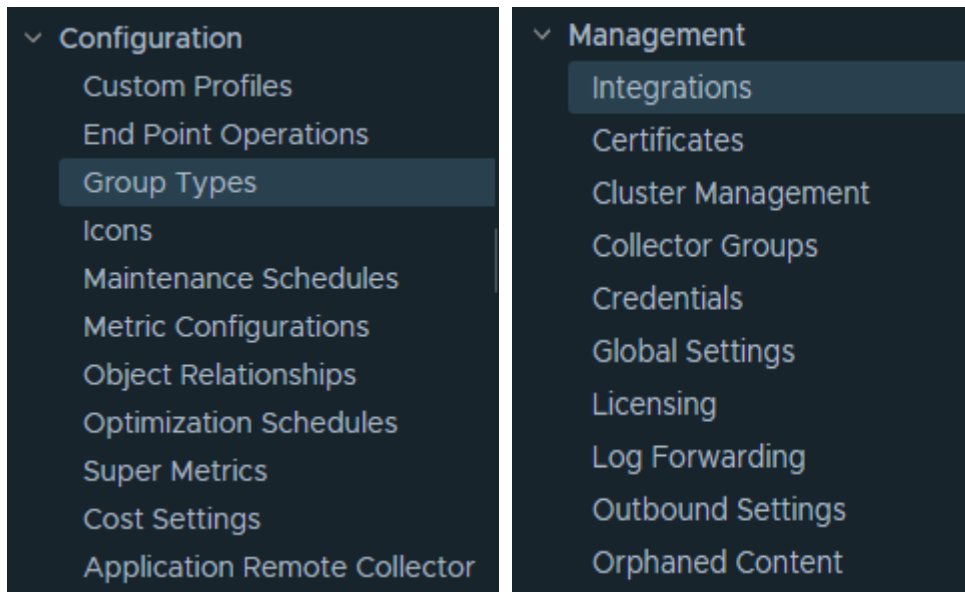 Configuration
Custom Profiles
End Point Operations
Group Types
Icons
Maintenance Schedules
Metric Configurations
Object Relationships
Optimization Schedules
Super Metrics
Cost Settings
Application Remote Collector
Management
Integrations
Certificates
Cluster Management
Collector Groups
Credentials
Global Settings
Licensing
Log Forwarding
Outbound Settings
Orphaned Content